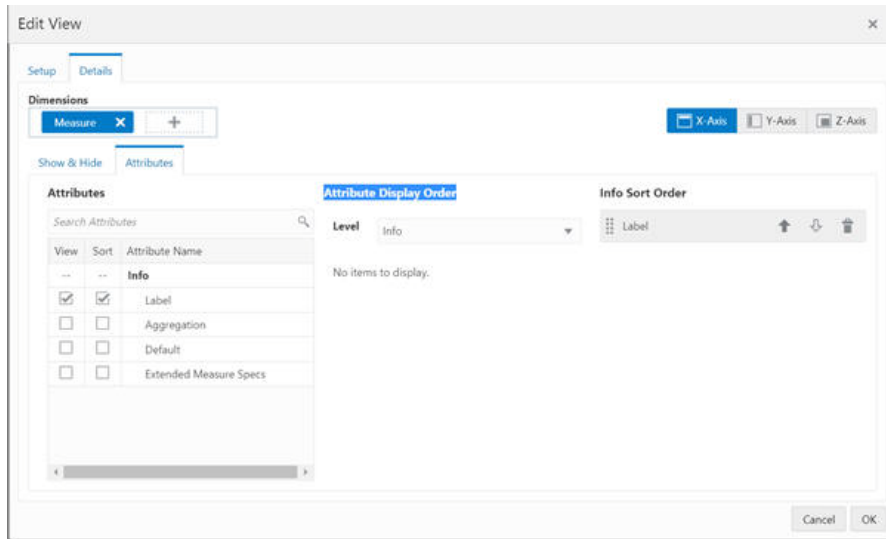 Edit View
Setup Details
Dimensions
Measure
X-Axis Y-Axis Z-Axis
Show & Hide Attributes
Attributes
Search Attributes
View Sort Attribute Name
-- -- Info
Label
Aggregation
Default
Extended Measure Specs
Attribute Display Order
Level Info
No items to display.
Info Sort Order
Label
Cancel OK